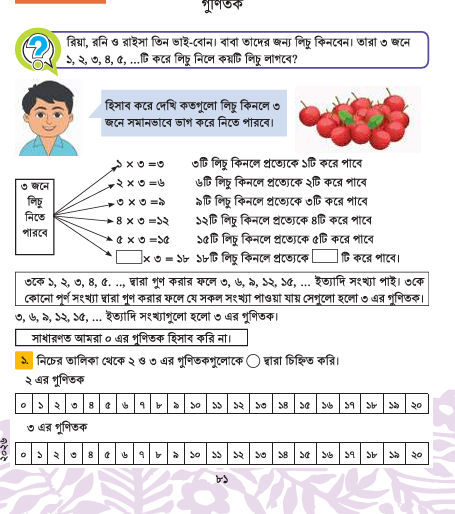 গুণিতক
রিয়া, রনি ও রাইসা তিন ভাই-বোন। বাবা তাদের জন্য লিচু কিনবেন। তারা ৩ জনে
১, ২, ৩, ৪, ৫, ...টি করে লিচু নিলে কয়টি লিচু লাগবে?
হিসাব করে দেখি কতগুলো লিচু কিনলে ৩
জনে সমানভাবে ভাগ করে নিতে পারবে।
৩ জনে
লিচু
নিতে
পারবে
১ × ৩ =৩ ৩টি লিচু কিনলে প্রত্যেকে ১টি করে পাবে
২ × ৩ =৬ ৬টি লিচু কিনলে প্রত্যেকে ২টি করে পাবে
৩ × ৩ =৯ ৯টি লিচু কিনলে প্রত্যেকে ৩টি করে পাবে
৪ × ৩ =১২ ১২টি লিচু কিনলে প্রত্যেকে ৪টি করে পাবে
৫ × ৩ =১৫ ১৫টি লিচু কিনলে প্রত্যেকে ৫টি করে পাবে
× ৩ = ১৮ ১৮টি লিচু কিনলে প্রত্যেকে টি করে পাবে।
৩কে ১, ২, ৩, ৪, ৫. .., দ্বারা গুণ করার ফলে ৩, ৬, ৯, ১২, ১৫, ... ইত্যাদি সংখ্যা পাই। ৩কে
কোনো পূর্ণ সংখ্যা দ্বারা গুণ করার ফলে যে সকল সংখ্যা পাওয়া যায় সেগুলো হলো ৩ এর গুণিতক।
৩, ৬, ৯, ১২, ১৫, ... ইত্যাদি সংখ্যাগুলো হলো ৩ এর গুণিতক।
সাধারণত আমরা ০ এর গুণিতক হিসাব করি না।
১. নিচের তালিকা থেকে ২ ও ৩ এর গুণিতকগুলোকে দ্বারা চিহ্নিত করি।
২ এর গুণিতক
০ ১ ২ ৩ ৪ ৫ ৬ ৭ ৮ ৯ ১০ ১১ ১২ ১৩ ১৪ ১৫ ১৬ ১৭ ১৮ ১৯ ২০
৩ এর গুণিতক
০ ১ ২ ৩ ৪ ৫ ৬ ৭ ৮ ৯ ১০ ১১ ১২ ১৩ ১৪ ১৫ ১৬ ১৭ ১৮ ১৯ ২০
২০২৬
৮১